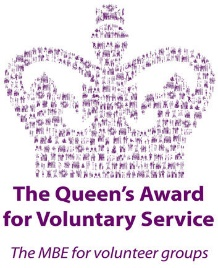 The Queen's Award
for Voluntary Service
The MBE for volunteer groups